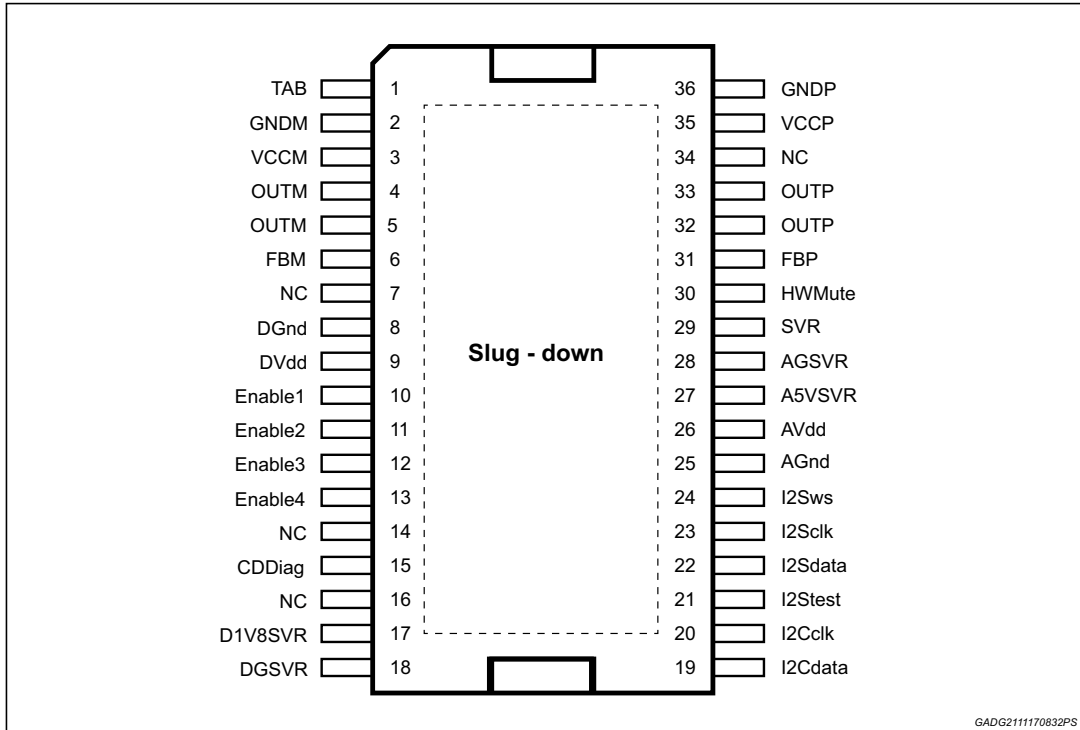 TAB 1 36 GNDP
GNDM 2 35 VCCP
VCCM 3 34 NC
OUTM 4 33 OUTP
OUTM 5 32 OUTP
FBM 6 31 FBP
NC 7 30 HWMute
DGnd 8 29 SVR
Slug - down
DVdd 9 28 AGSVR
Enable1 10 27 A5VSVR
Enable2 11 26 AVdd
Enable3 12 25 AGnd
Enable4 13 24 I2Sws
NC 14 23 I2Sclk
CDDiag 15 22 I2Sdata
NC 16 21 I2Stest
D1V8SVR 17 20 I2Cclk
DGSVR 18 19 I2Cdata
GADG2111170832PS